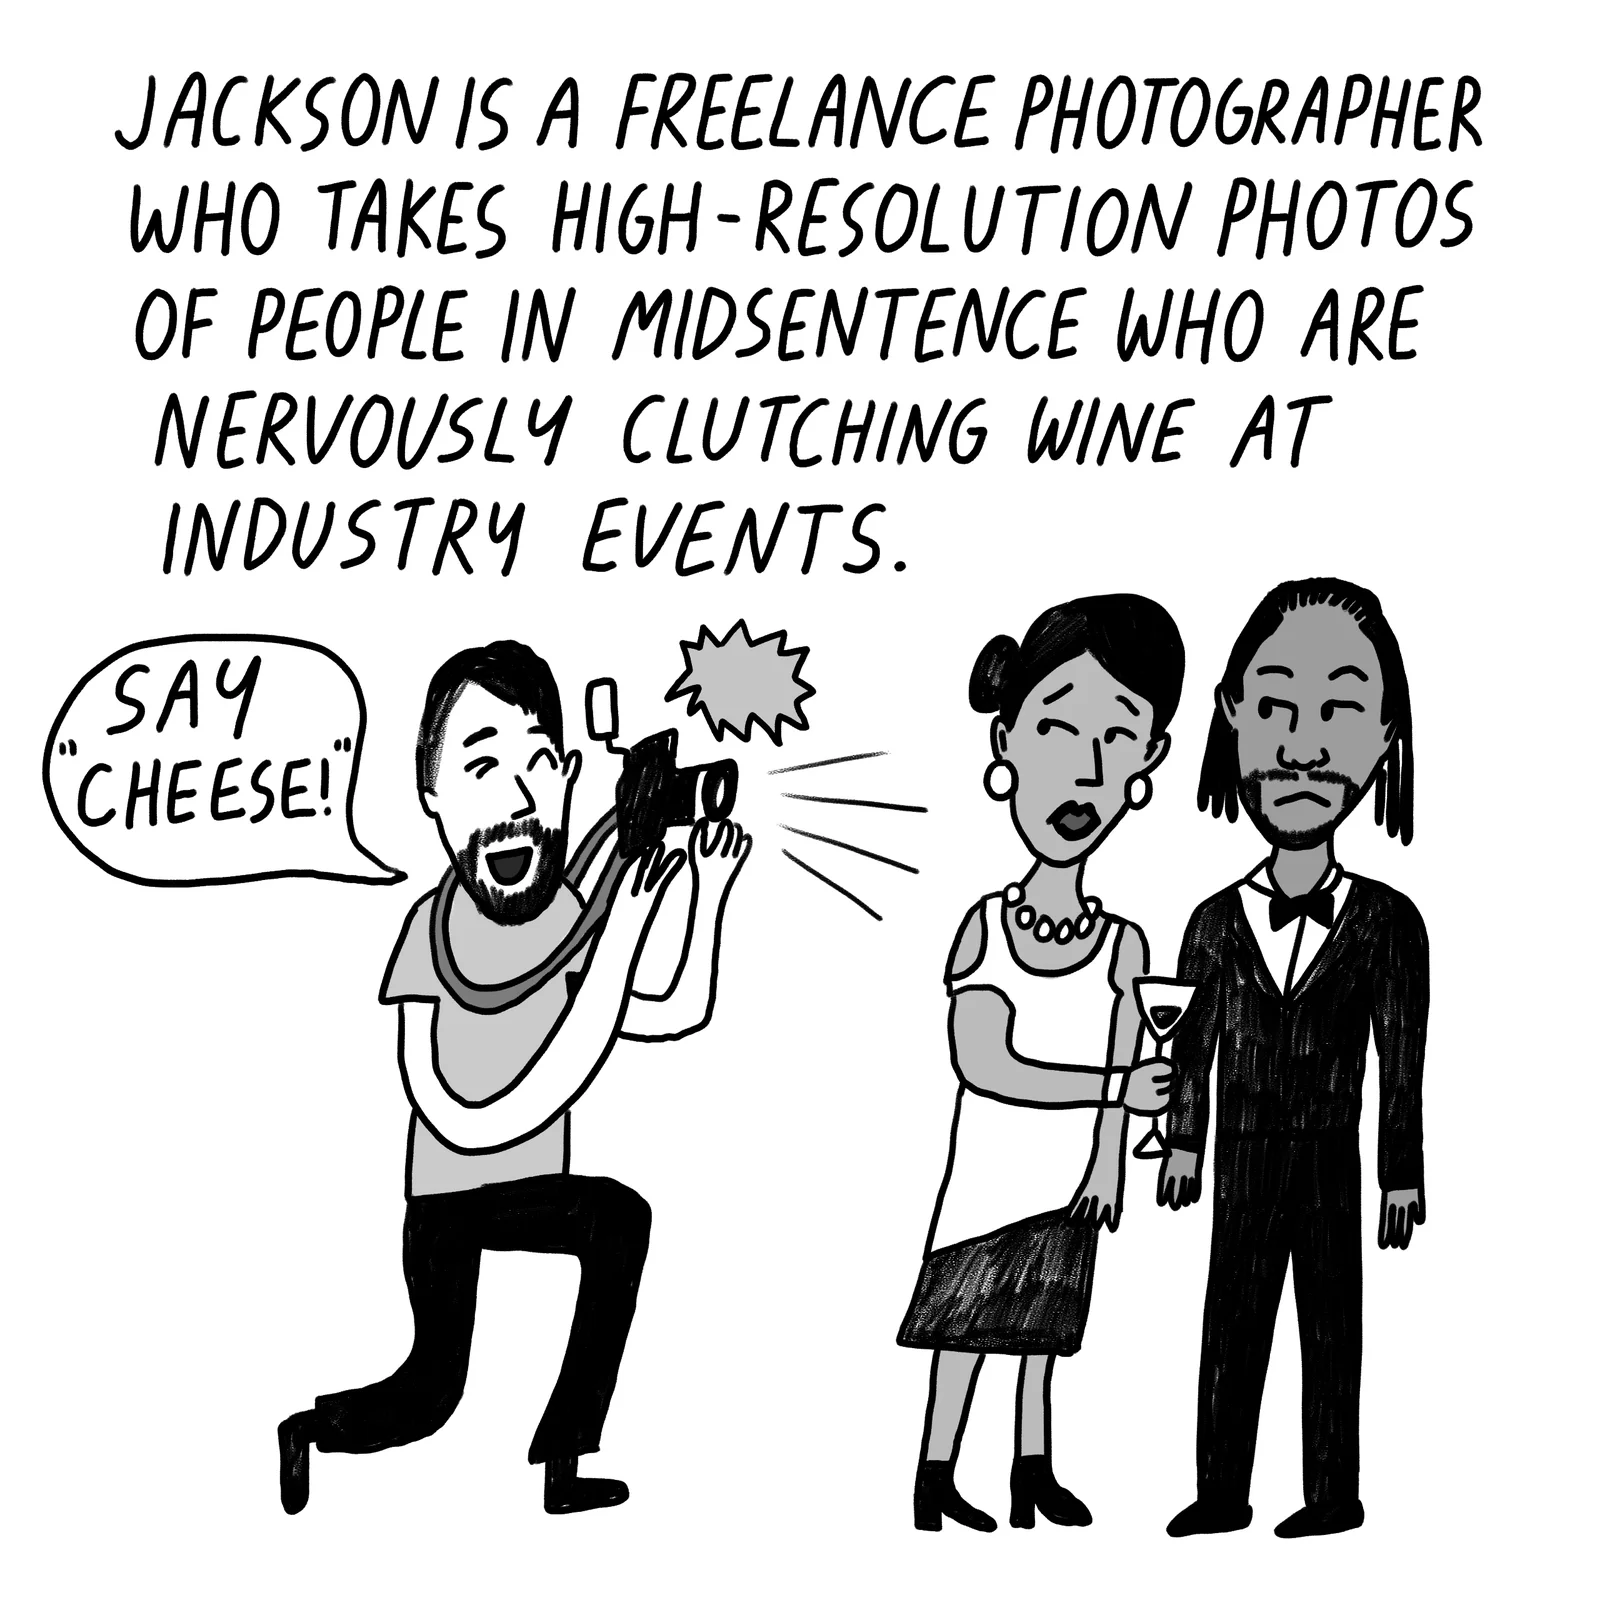 JACKSON IS A FREELANCE PHOTOGRAPHER
WHO TAKES HIGH-RESOLUTION PHOTOS
OF PEOPLE IN MIDSENTENCE WHO ARE
NERVOUSLY CLUTCHING WINE AT
INDUSTRY EVENTS.
SAY
"CHEESE!"